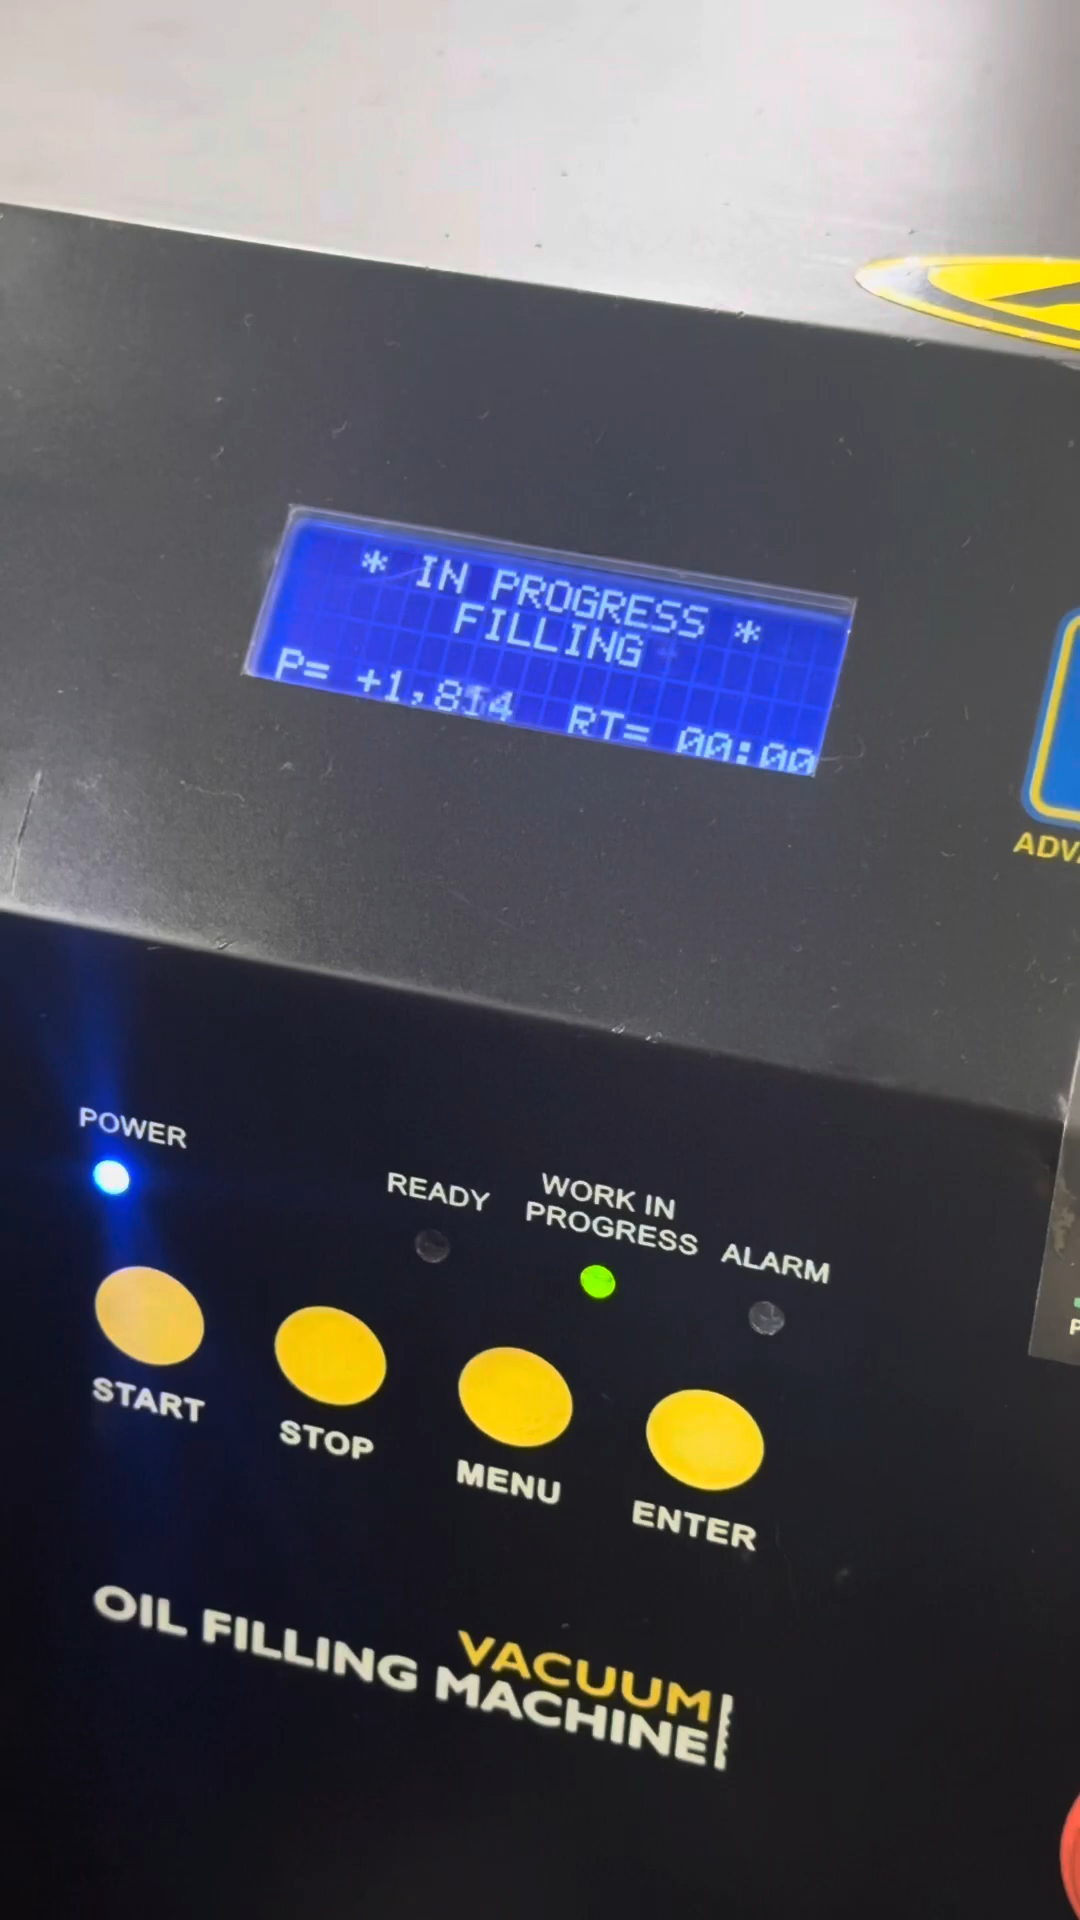 * IN PROGRESS *
FILLING
P= +1,814 RT= 00:00
ADVA
POWER
READY
WORK IN
PROGRESS
ALARM
START
STOP
MENU
ENTER
VACUUM
OIL FILLING MACHINE